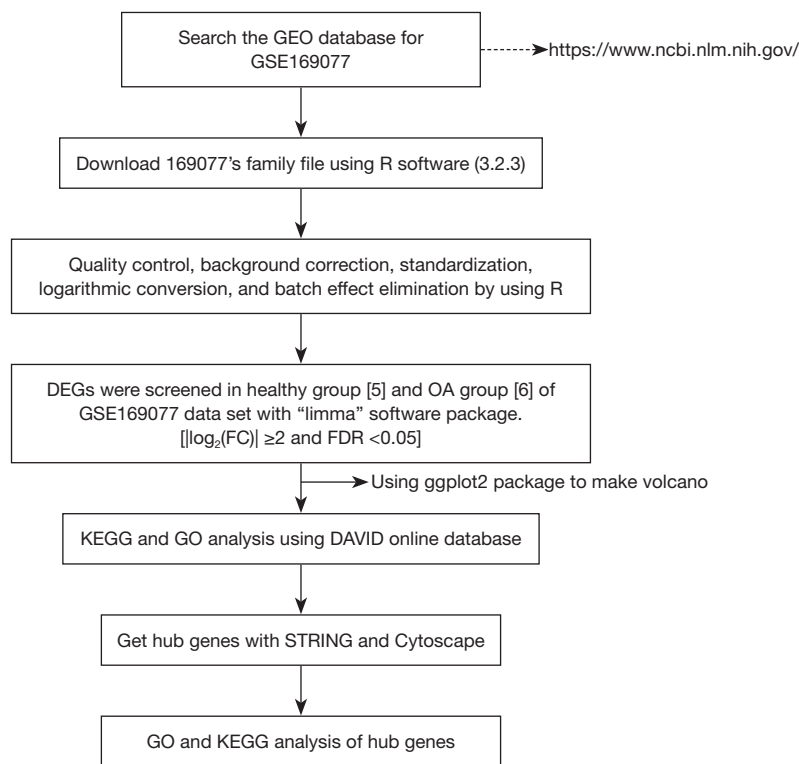 Search the GEO database for
GSE169077
https://www.ncbi.nlm.nih.gov/
Download 169077's family file using R software (3.2.3)
Quality control, background correction, standardization,
logarithmic conversion, and batch effect elimination by using R
DEGs were screened in healthy group [5] and OA group [6] of
GSE169077 data set with “limma” software package.
[|log₂(FC)| ≥2 and FDR <0.05]
Using ggplot2 package to make volcano
KEGG and GO analysis using DAVID online database
Get hub genes with STRING and Cytoscape
GO and KEGG analysis of hub genes